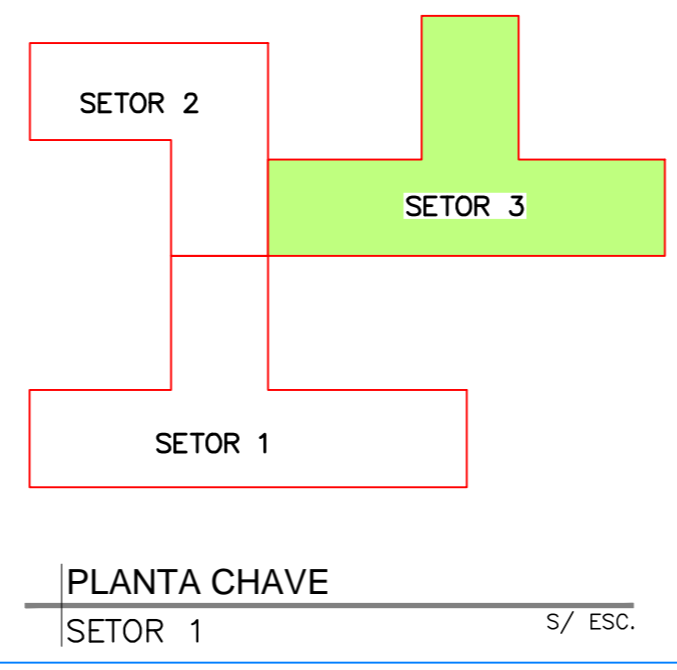 SETOR 2
SETOR 3
SETOR 1
PLANTA CHAVE
SETOR 1
S/ ESC.